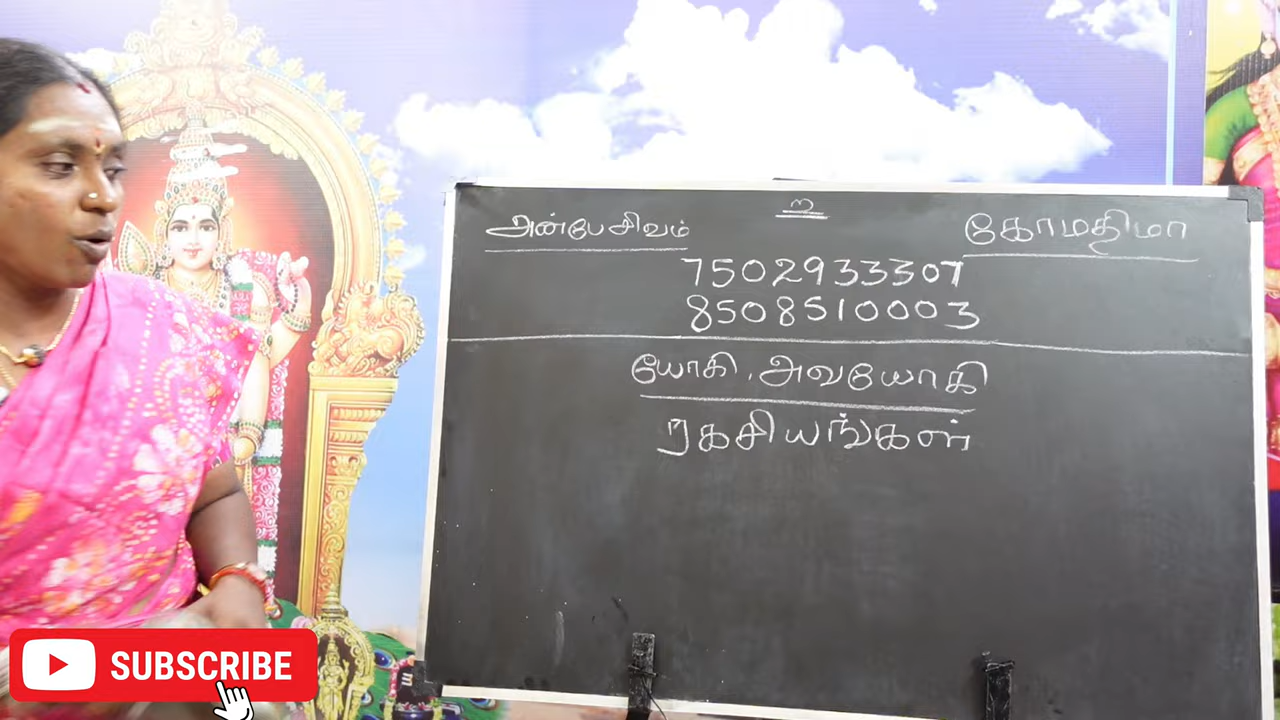 உ
அன்பே சிவம் கோமதிமா
7502933307
8508510003
யோகி, அவயோகி
ரகசியங்கள்
SUBSCRIBE